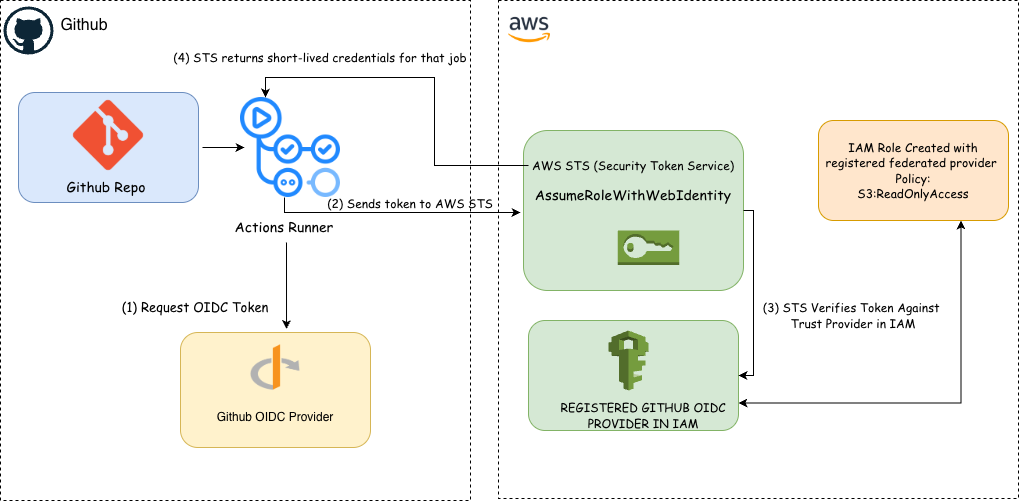 Github
aws
(4) STS returns short-lived credentials for that job
Github Repo
Actions Runner
(2) Sends token to AWS STS
(1) Request OIDC Token
Github OIDC Provider
AWS STS (Security Token Service)
AssumeRoleWithWebIdentity
IAM Role Created with
registered federated provider
Policy:
S3:ReadOnlyAccess
(3) STS Verifies Token Against
Trust Provider in IAM
REGISTERED GITHUB OIDC
PROVIDER IN IAM